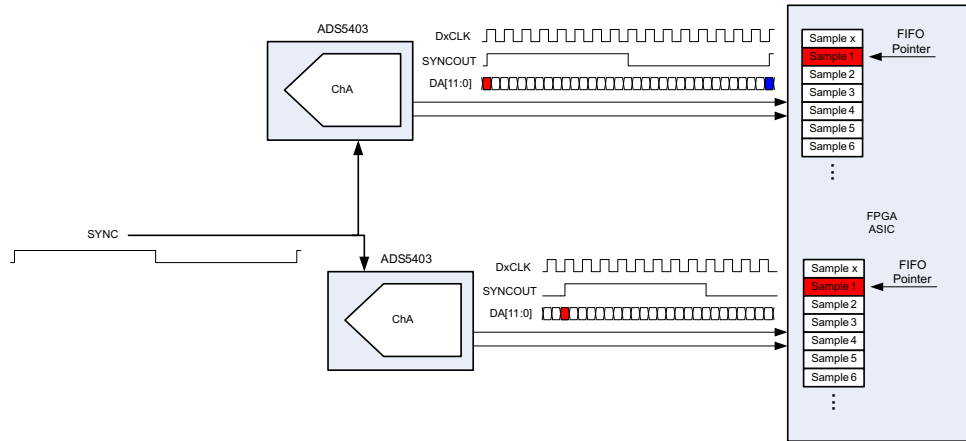 ADS5403
ChA
DxCLK
SYNCOUT
DA[11:0]
Sample x
Sample 1
Sample 2
Sample 3
Sample 4
Sample 5
Sample 6
FIFO
Pointer
SYNC
FPGA
ASIC
ADS5403
ChA
DxCLK
SYNCOUT
DA[11:0]
Sample x
Sample 1
Sample 2
Sample 3
Sample 4
Sample 5
Sample 6
FIFO
Pointer